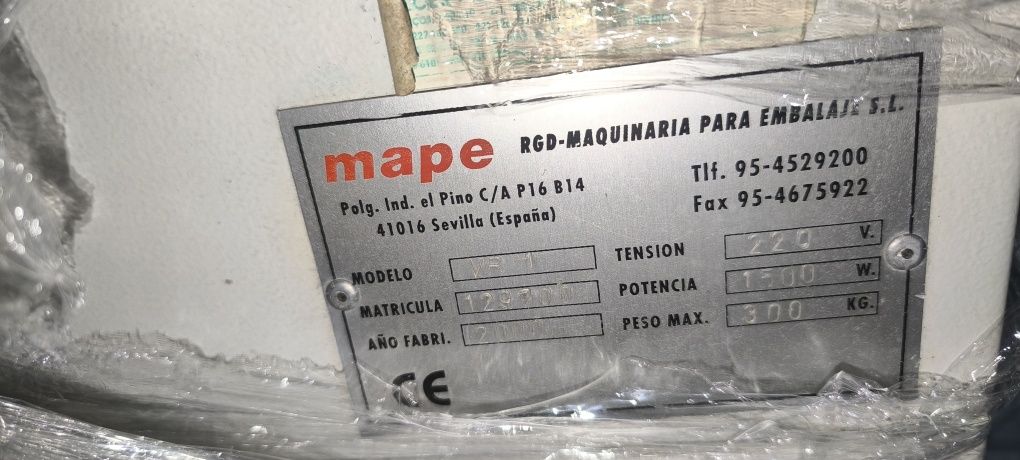 mape
RGD-MAQUINARIA PARA EMBALAJE S.L.
Polg. Ind. el Pino C/A P16 B14
41016 Sevilla (España)
Tlf. 95-4529200
Fax 95-4675922
MODELO
MATRICULA
AÑO FABRI.
TENSION 220 V.
POTENCIA 1500 W.
PESO MAX. 300 KG.
CE